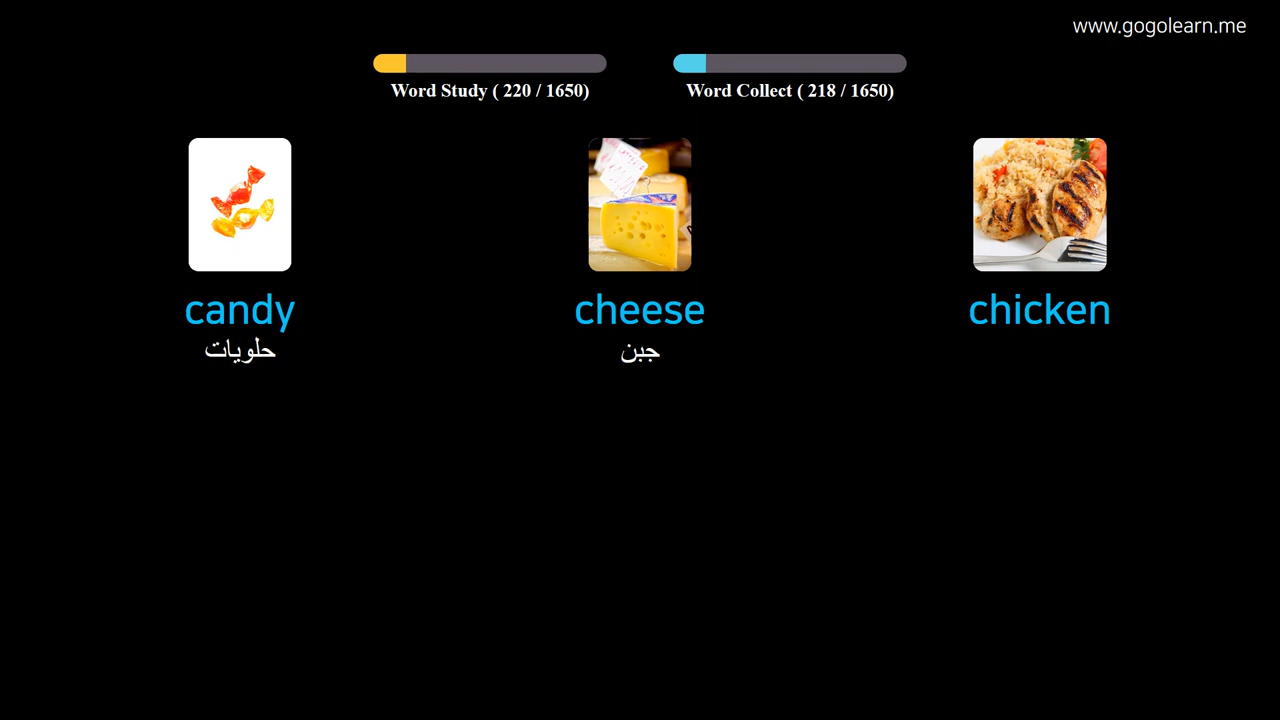 www.gogolearn.me
Word Study ( 220 / 1650)
Word Collect ( 218 / 1650)
candy
حلويات
cheese
جبن
chicken